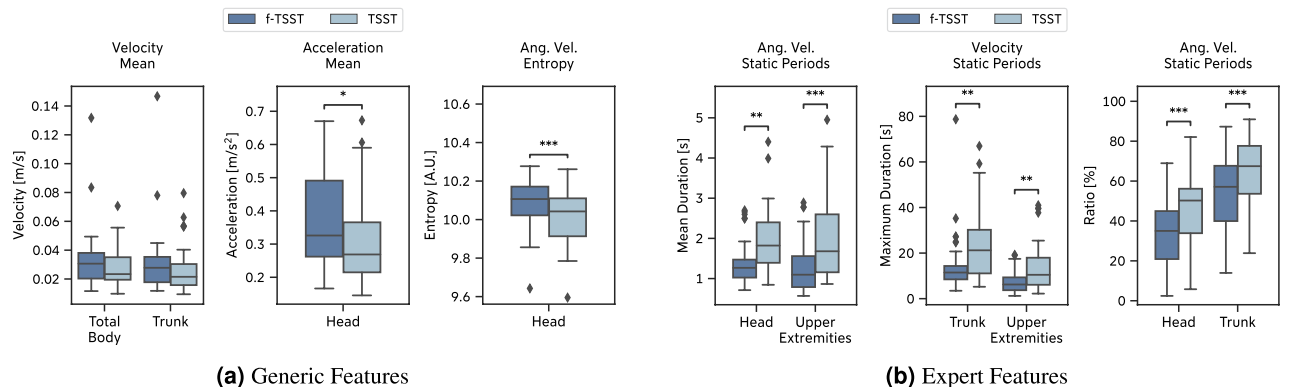 f-TSST TSST
Velocity
Mean
Velocity [m/s]
0.14
0.12
0.10
0.08
0.06
0.04
0.02
Total
Body
Trunk
Acceleration
Mean
Acceleration [m/s²]
0.7
0.6
0.5
0.4
0.3
0.2
*
Head
Ang. Vel.
Entropy
Entropy [A.U.]
10.6
10.4
10.2
10.0
9.8
9.6
***
Head
(a) Generic Features
f-TSST TSST
Ang. Vel.
Static Periods
Mean Duration [s]
5
4
3
2
1
**
***
Head
Upper
Extremities
Velocity
Static Periods
Maximum Duration [s]
80
60
40
20
0
**
**
Trunk
Upper
Extremities
Ang. Vel.
Static Periods
Ratio [%]
100
80
60
40
20
0
***
***
Head
Trunk
(b) Expert Features